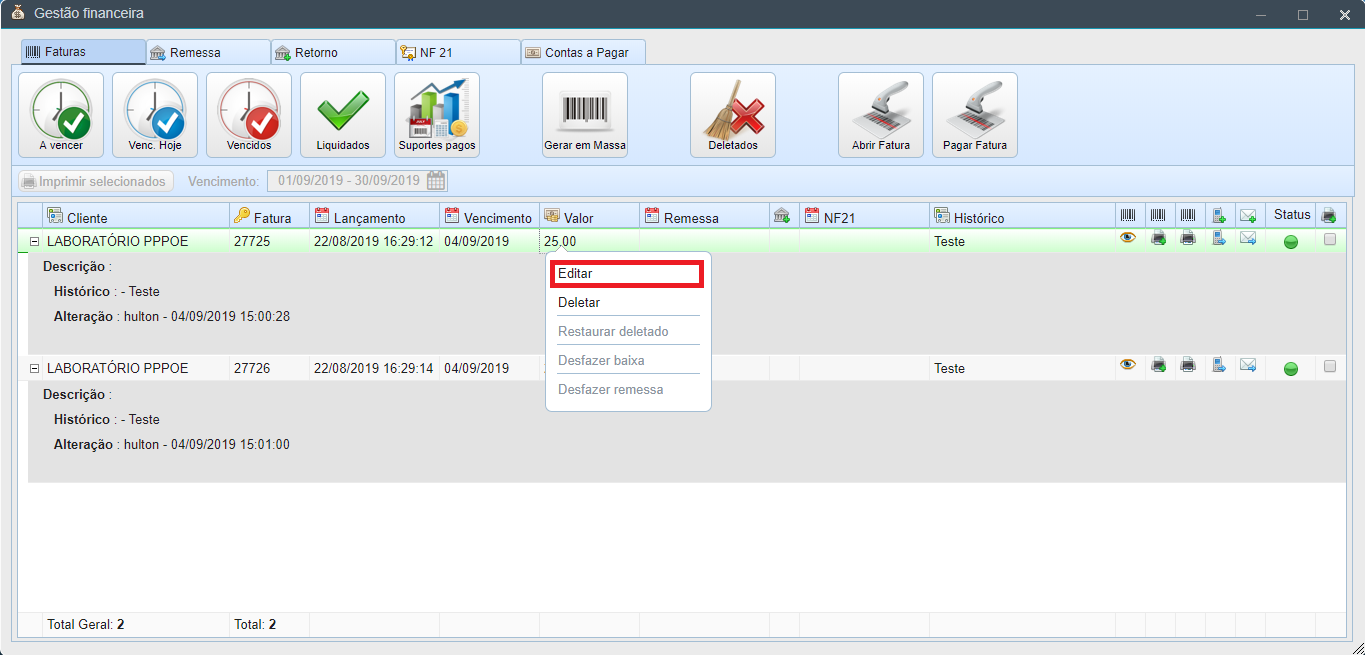 Gestão financeira
Faturas Remessa Retorno NF 21 Contas a Pagar
A vencer Venc. Hoje Vencidos Liquidados Suportes pagos Gerar em Massa Deletados Abrir Fatura Pagar Fatura
Imprimir selecionados Vencimento: 01/09/2019 - 30/09/2019
Cliente Fatura Lançamento Vencimento Valor Remessa NF21 Histórico Status
LABORATÓRIO PPPOE 27725 22/08/2019 16:29:12 04/09/2019 25.00 Teste
Descrição :
Histórico : - Teste
Alteração : hulton - 04/09/2019 15:00:28
Editar
Deletar
Restaurar deletado
Desfazer baixa
Desfazer remessa
LABORATÓRIO PPPOE 27726 22/08/2019 16:29:14 04/09/2019 Teste
Descrição :
Histórico : - Teste
Alteração : hulton - 04/09/2019 15:01:00
Total Geral: 2 Total: 2